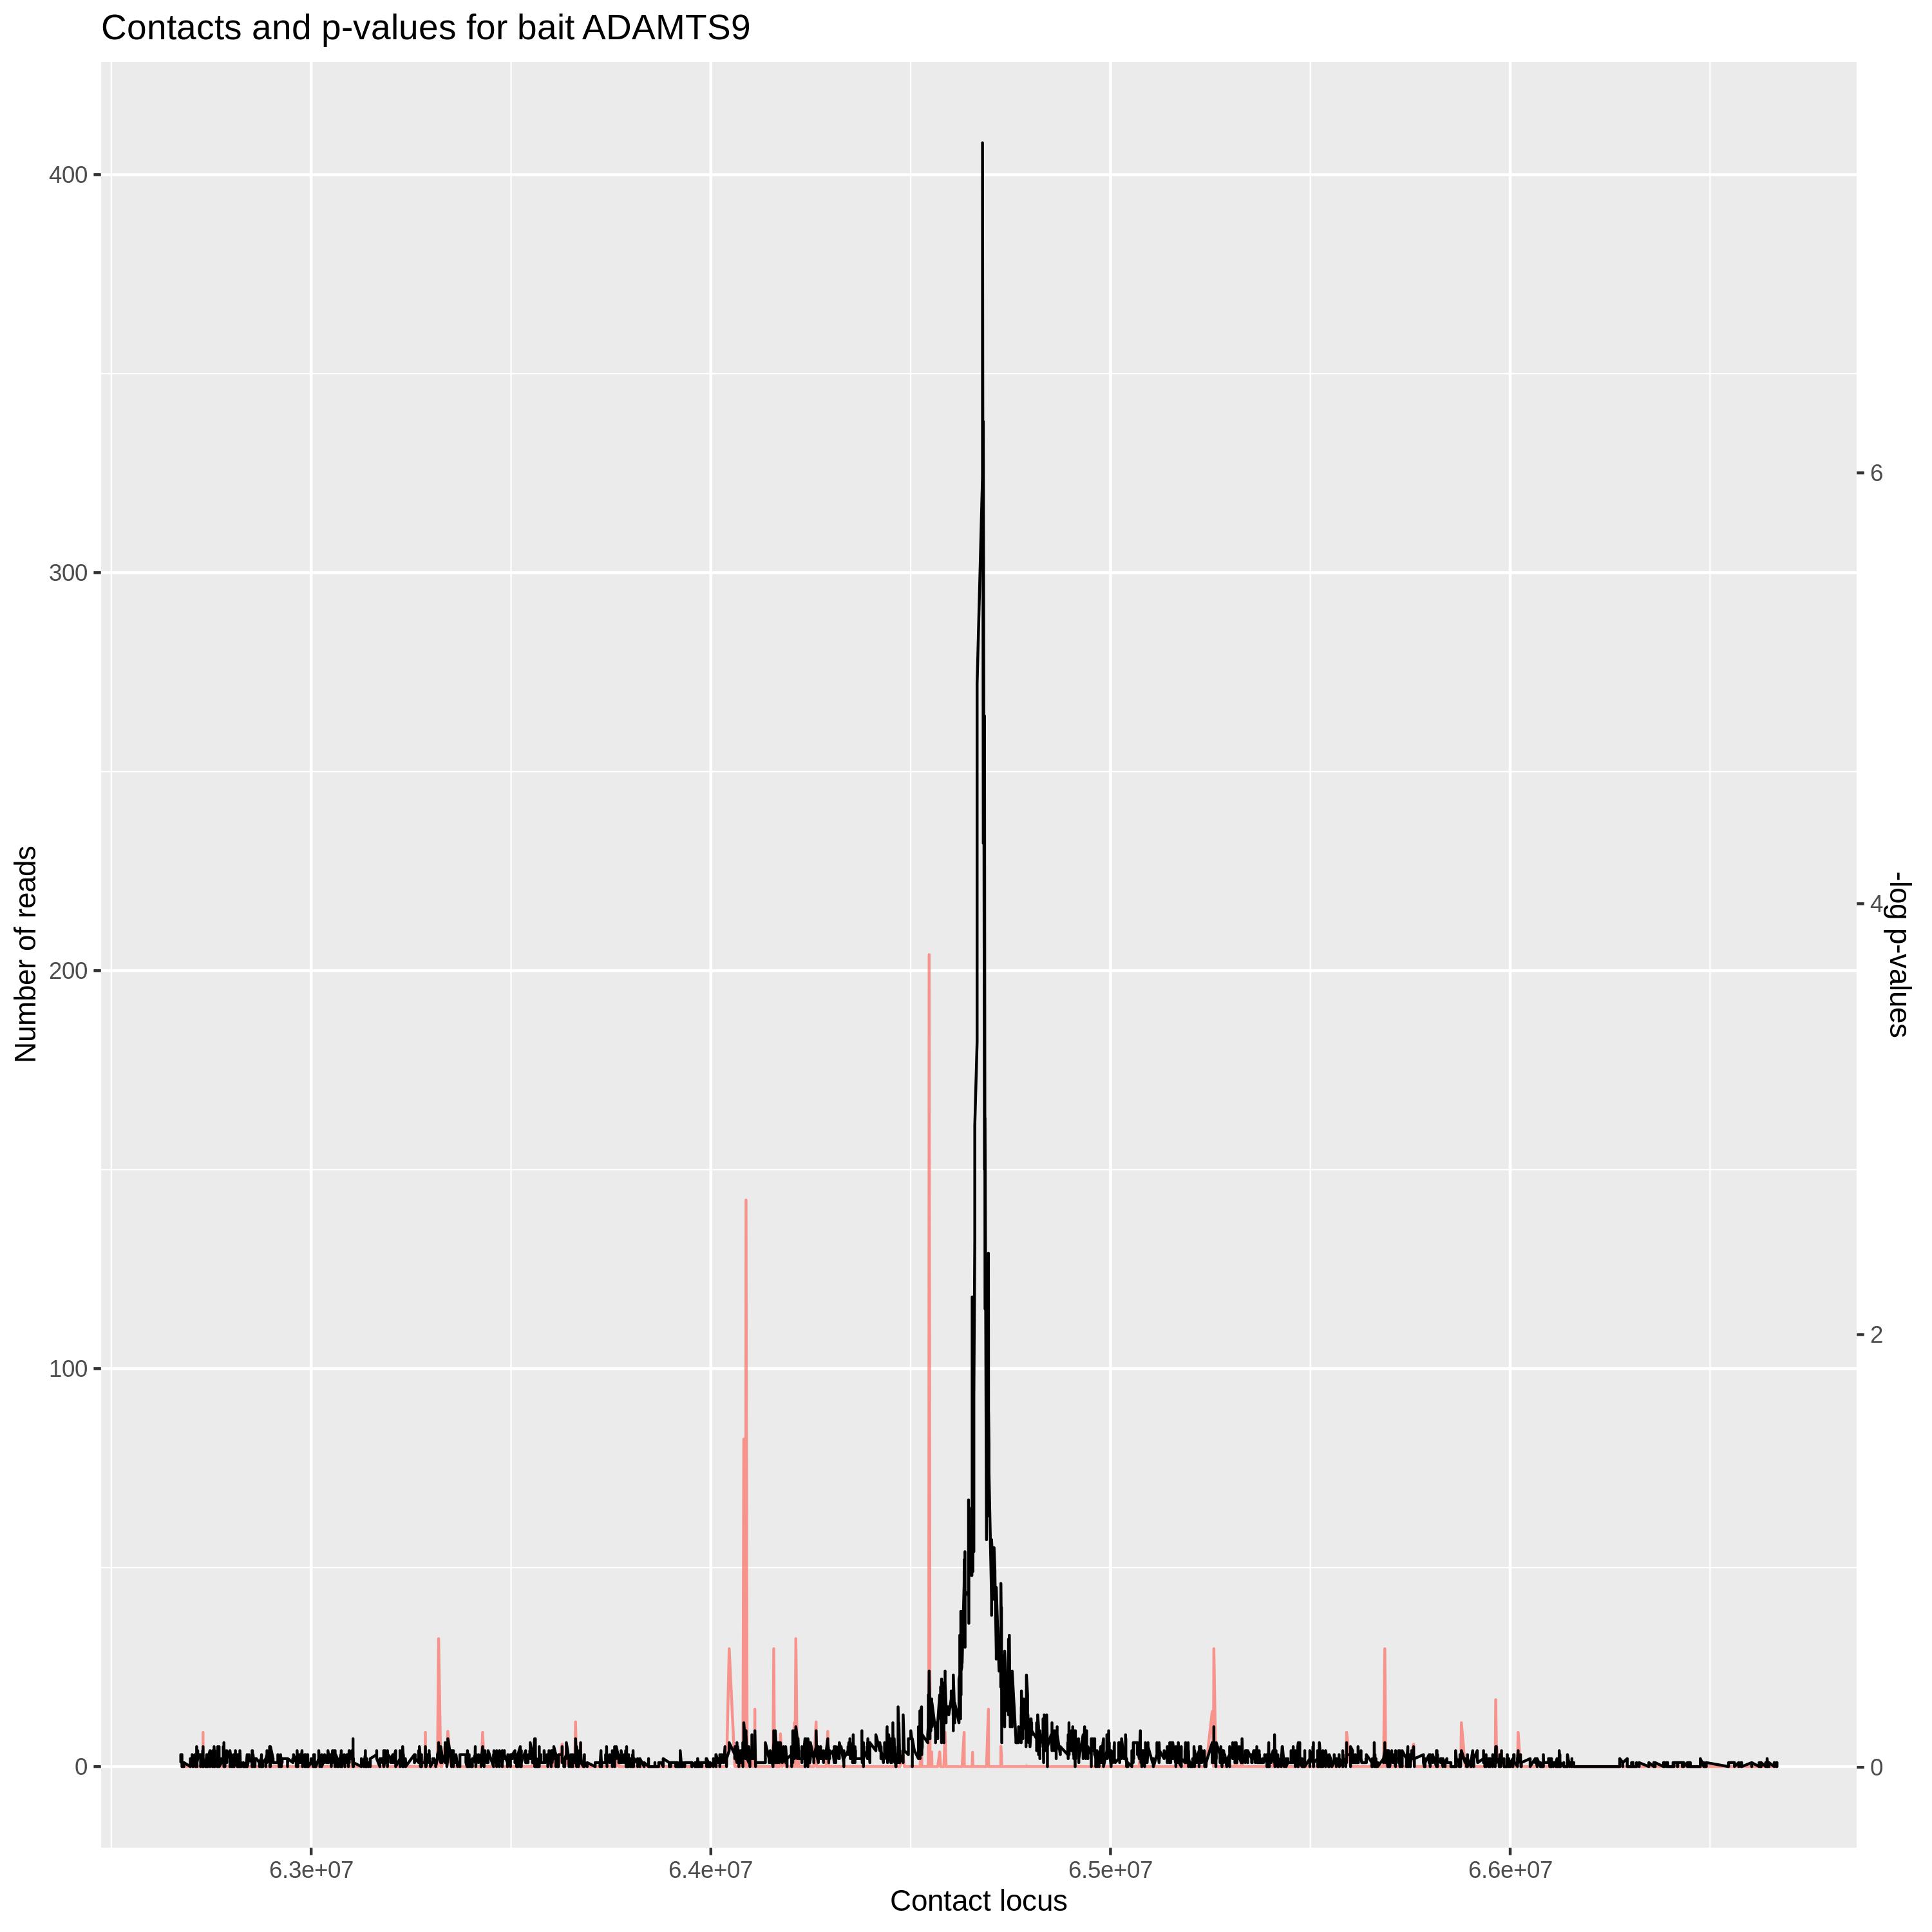 Contacts and p-values for bait ADAMTS9
400
300
200
100
0
Number of reads
6
4
2
0
-log p-values
6.3e+07
6.4e+07
6.5e+07
6.6e+07
Contact locus